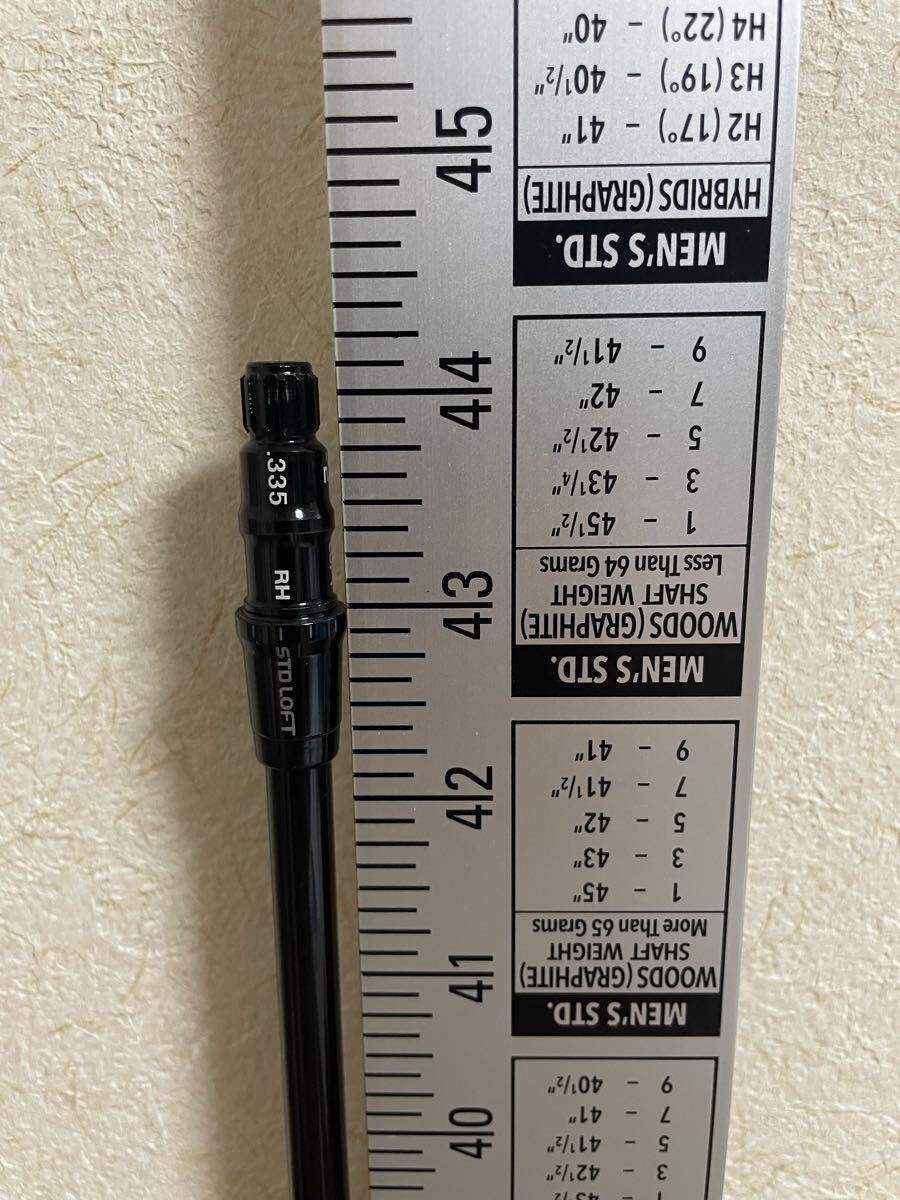 .335
RH
STD LOFT
45
44
43
42
41
40
H4 (22°) – 40"
H3 (19°) – 40 1/2"
H2 (17°) – 41"
HYBRIDS (GRAPHITE)
MEN'S STD.
9 – 41 1/2"
7 – 42"
5 – 42 1/2"
3 – 43 1/4"
1 – 45 1/2"
Less Than 64 Grams
SHAFT WEIGHT
WOODS (GRAPHITE)
MEN'S STD.
9 – 41"
7 – 41 1/2"
5 – 42"
3 – 43"
1 – 45"
More Than 65 Grams
SHAFT WEIGHT
WOODS (GRAPHITE)
MEN'S STD.
9 – 40 1/2"
7 – 41"
5 – 41 1/2"
3 – 42 1/2"